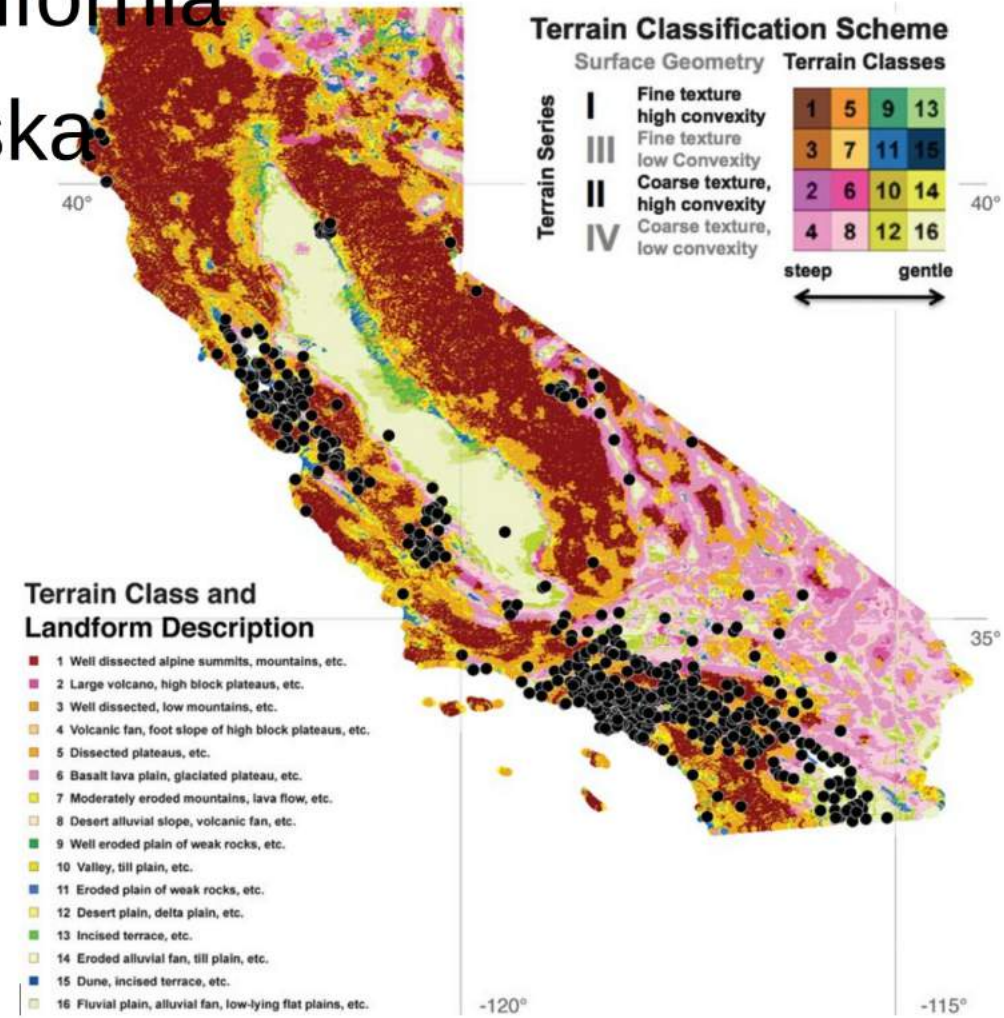 ifornia
ska
Terrain Classification Scheme
Surface Geometry Terrain Classes
Terrain Series
I Fine texture
high convexity
III Fine texture
low Convexity
II Coarse texture,
high convexity
IV Coarse texture,
low convexity
1 5 9 13
3 7 11 15
2 6 10 14
4 8 12 16
steep gentle
40° 40°
35°
Terrain Class and
Landform Description
1 Well dissected alpine summits, mountains, etc.
2 Large volcano, high block plateaus, etc.
3 Well dissected, low mountains, etc.
4 Volcanic fan, foot slope of high block plateaus, etc.
5 Dissected plateaus, etc.
6 Basalt lava plain, glaciated plateau, etc.
7 Moderately eroded mountains, lava flow, etc.
8 Desert alluvial slope, volcanic fan, etc.
9 Well eroded plain of weak rocks, etc.
10 Valley, till plain, etc.
11 Eroded plain of weak rocks, etc.
12 Desert plain, delta plain, etc.
13 Incised terrace, etc.
14 Eroded alluvial fan, till plain, etc.
15 Dune, incised terrace, etc.
16 Fluvial plain, alluvial fan, low-lying flat plains, etc.
-120° -115°